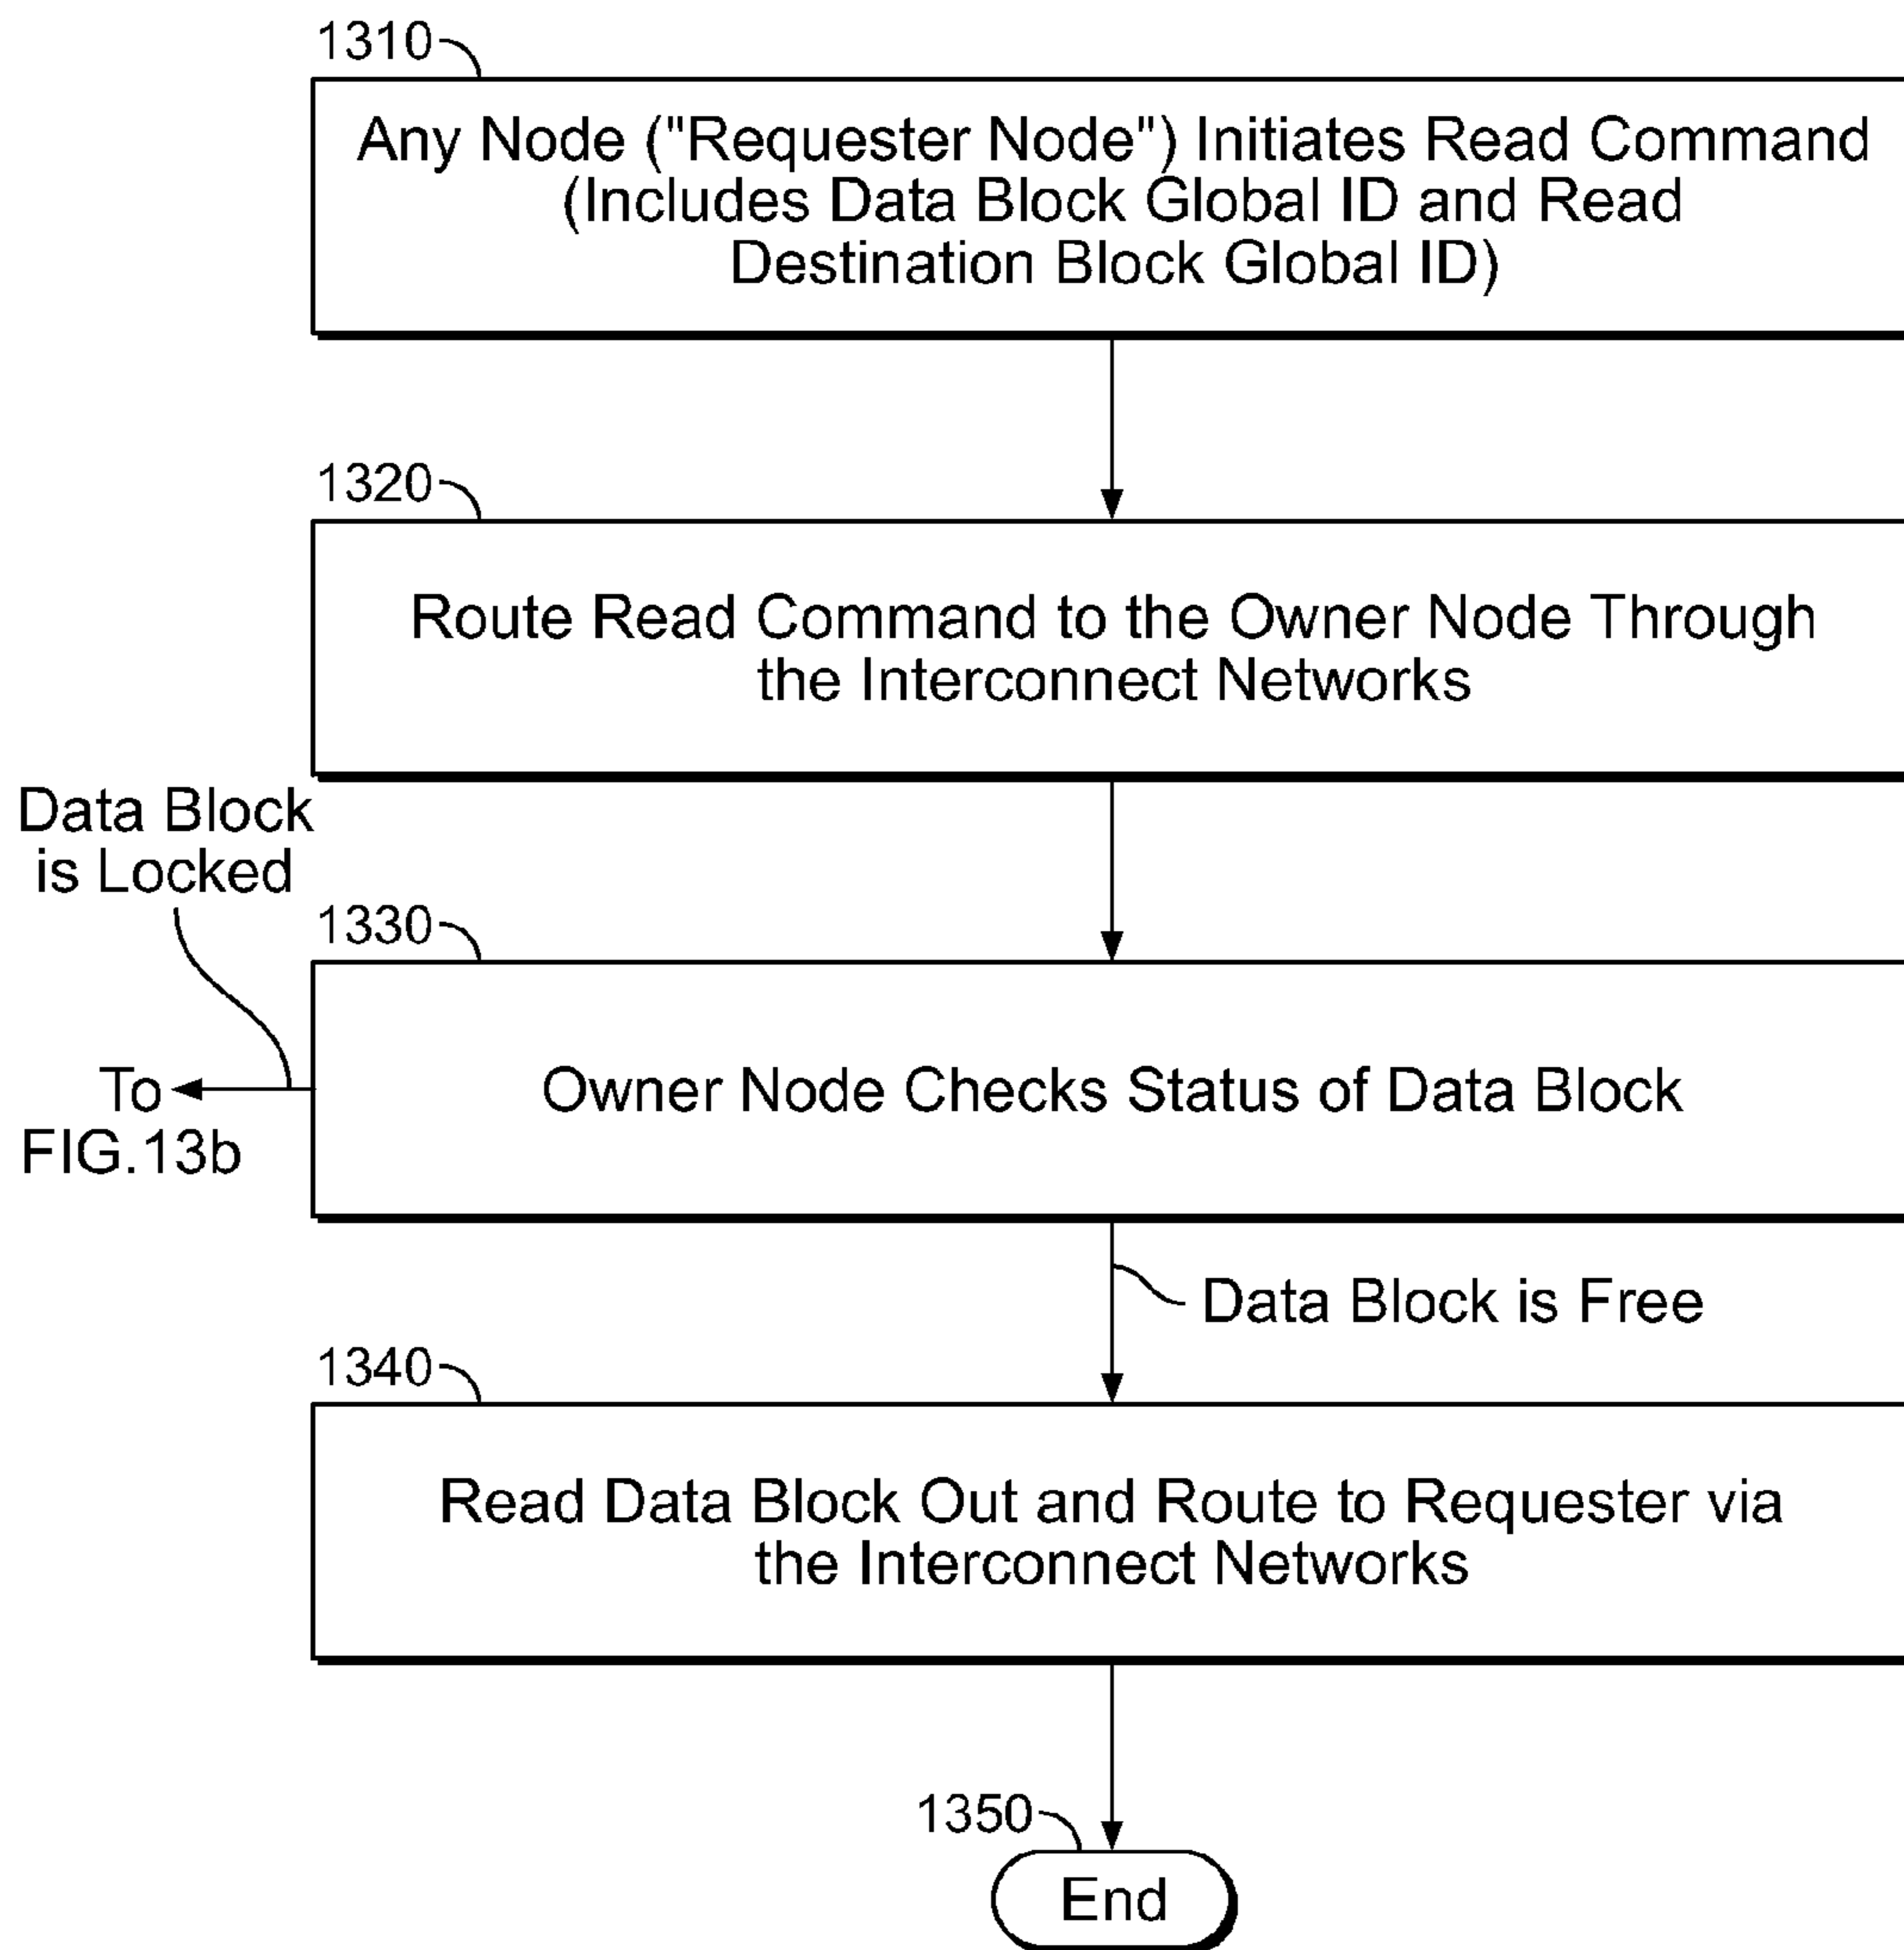 1310
Any Node ("Requester Node") Initiates Read Command
(Includes Data Block Global ID and Read
Destination Block Global ID)
1320
Route Read Command to the Owner Node Through
the Interconnect Networks
Data Block
is Locked
1330
To
FIG.13b
Owner Node Checks Status of Data Block
Data Block is Free
1340
Read Data Block Out and Route to Requester via
the Interconnect Networks
1350
End